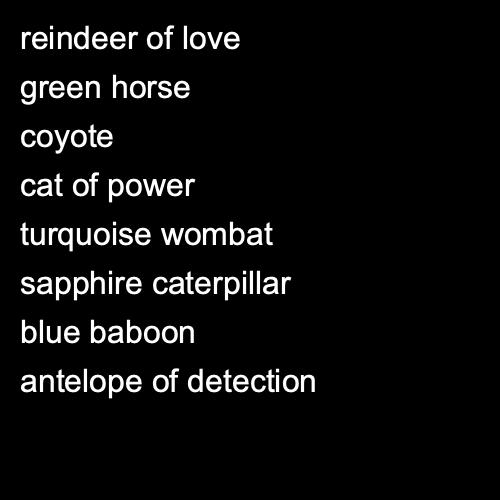 reindeer of love
green horse
coyote
cat of power
turquoise wombat
sapphire caterpillar
blue baboon
antelope of detection